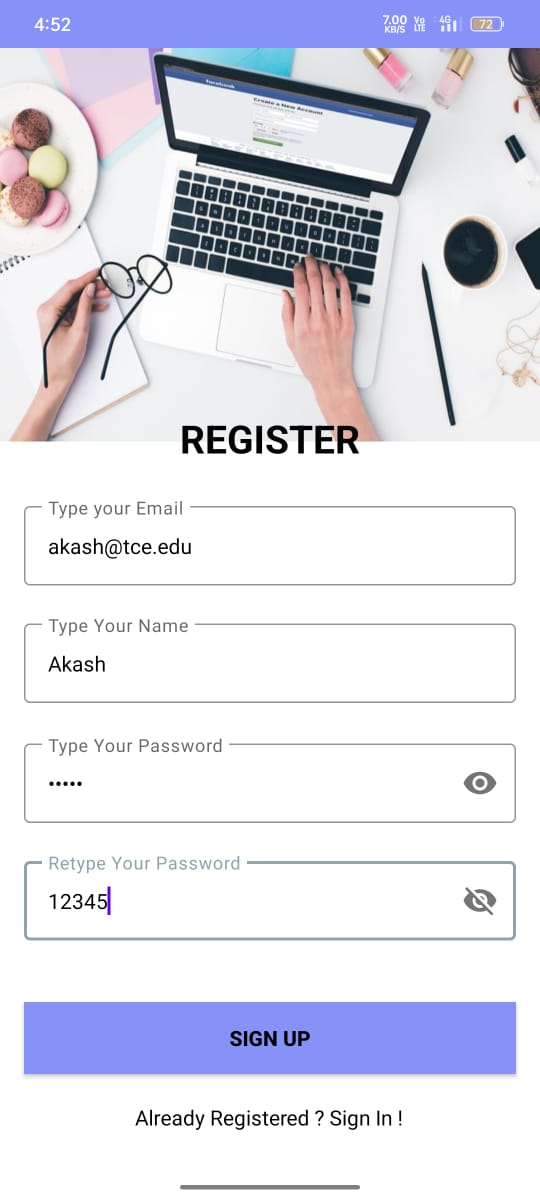 4:52
7.00 KB/S Vo LTE 4G 72
facebook
Create a New Account
REGISTER
Type your Email
akash@tce.edu
Type Your Name
Akash
Type Your Password
•••••
Retype Your Password
12345
SIGN UP
Already Registered ? Sign In !